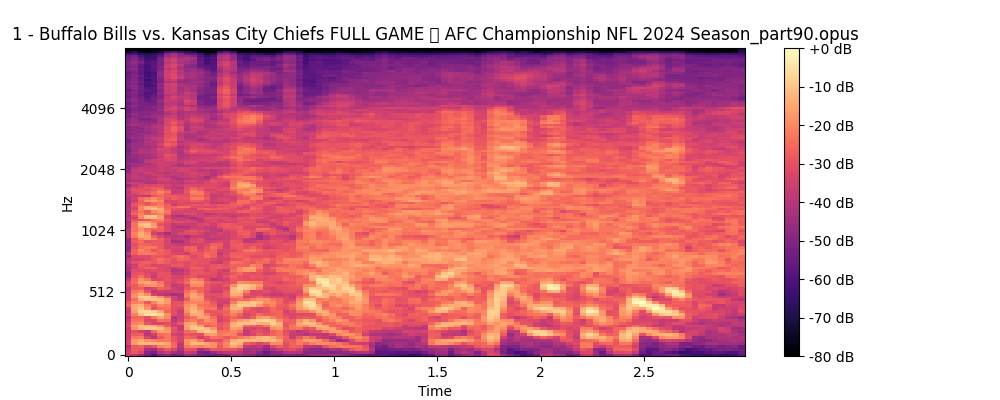 1 - Buffalo Bills vs. Kansas City Chiefs FULL GAME ▯ AFC Championship NFL 2024 Season_part90.opus
+0 dB
-10 dB
-20 dB
-30 dB
-40 dB
-50 dB
-60 dB
-70 dB
-80 dB
4096
2048
1024
512
0
Hz
0
0.5
1
1.5
2
2.5
Time